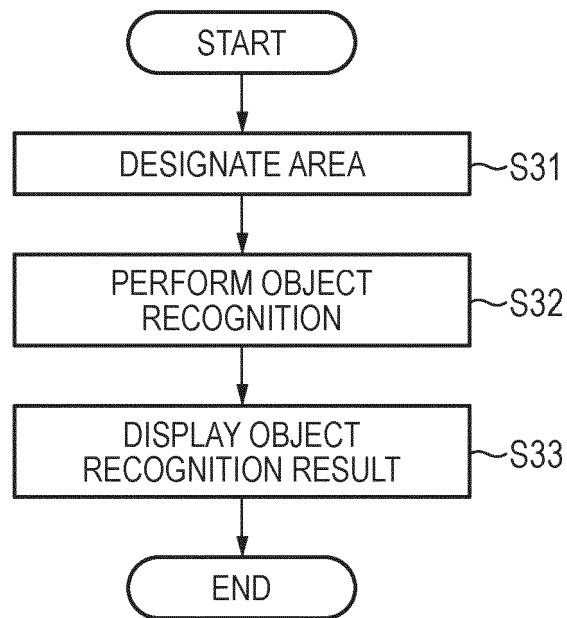 START
DESIGNATE AREA
S31
PERFORM OBJECT
RECOGNITION
S32
DISPLAY OBJECT
RECOGNITION RESULT
S33
END